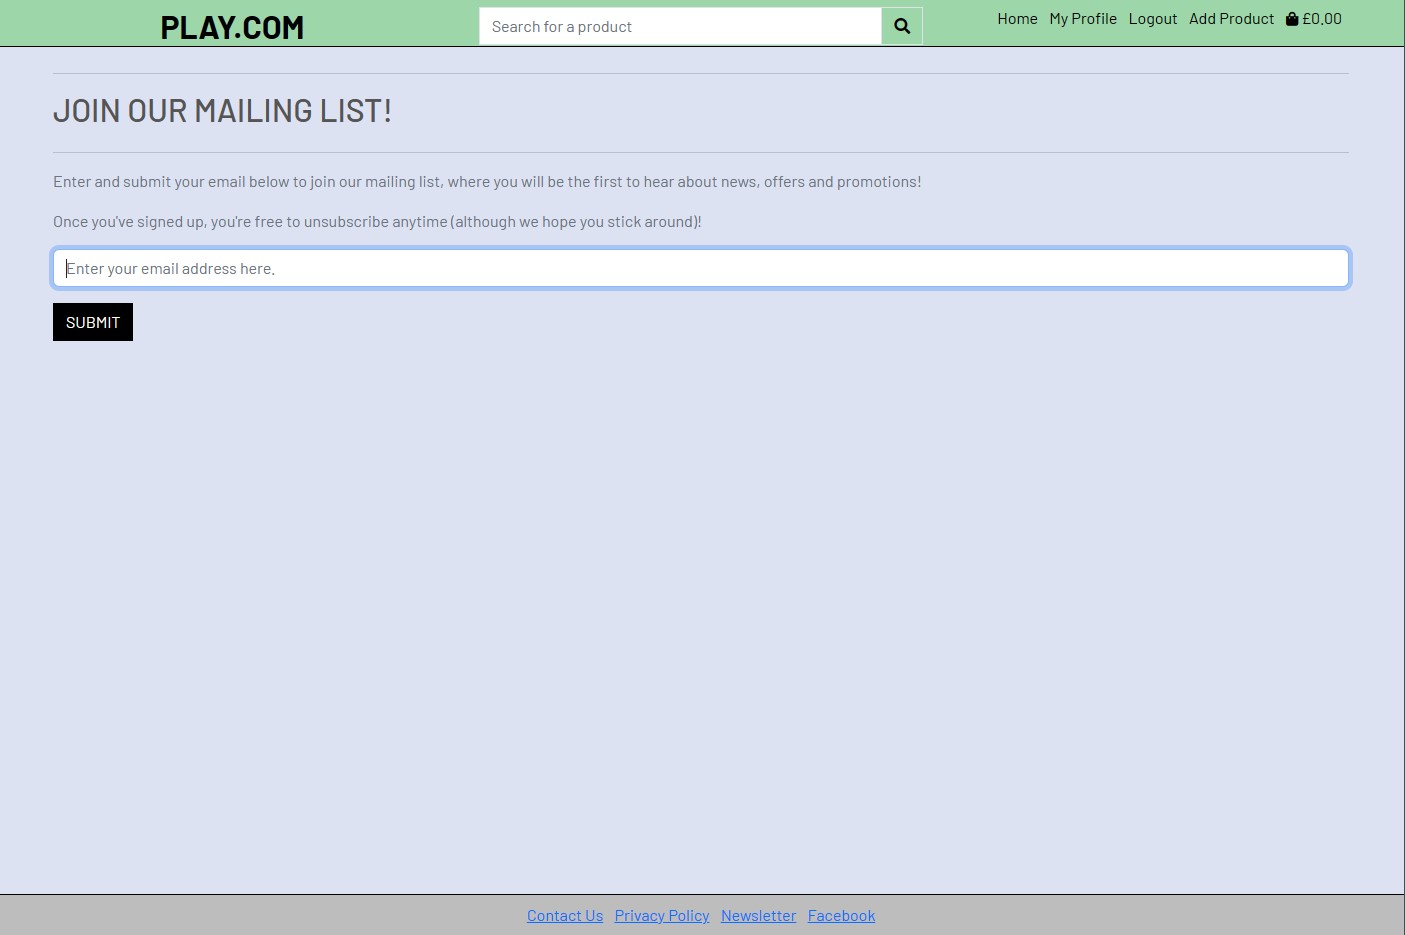 PLAY.COM
Search for a product
Home My Profile Logout Add Product £0.00
JOIN OUR MAILING LIST!
Enter and submit your email below to join our mailing list, where you will be the first to hear about news, offers and promotions!
Once you've signed up, you're free to unsubscribe anytime (although we hope you stick around)!
Enter your email address here.
SUBMIT
Contact Us Privacy Policy Newsletter Facebook